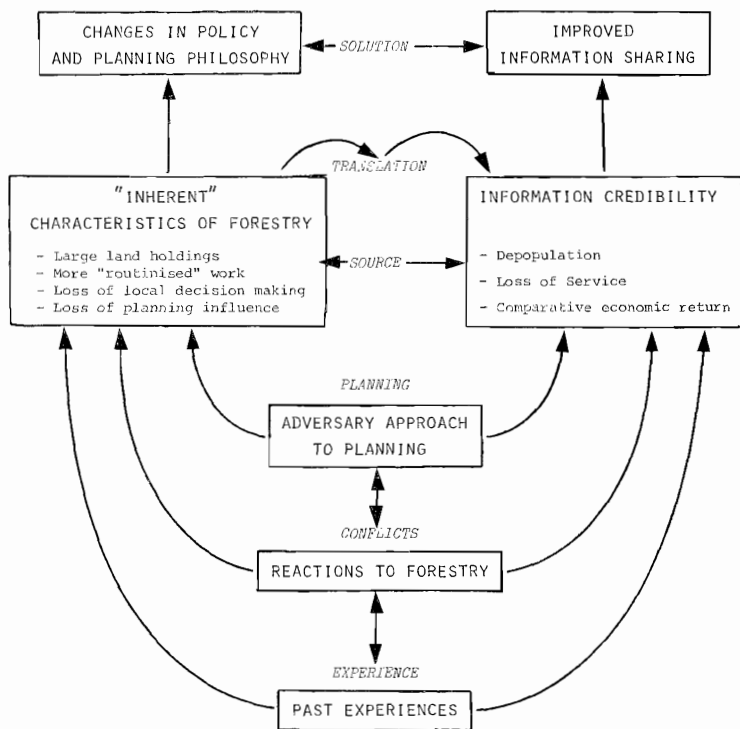 CHANGES IN POLICY
AND PLANNING PHILOSOPHY
SOLUTION
IMPROVED
INFORMATION SHARING
TRANSLATION
"INHERENT"
CHARACTERISTICS OF FORESTRY
- Large land holdings
- More "routinised" work
- Loss of local decision making
- Loss of planning influence
SOURCE
INFORMATION CREDIBILITY
- Depopulation
- Loss of Service
- Comparative economic return
PLANNING
ADVERSARY APPROACH
TO PLANNING
CONFLICTS
REACTIONS TO FORESTRY
EXPERIENCE
PAST EXPERIENCES